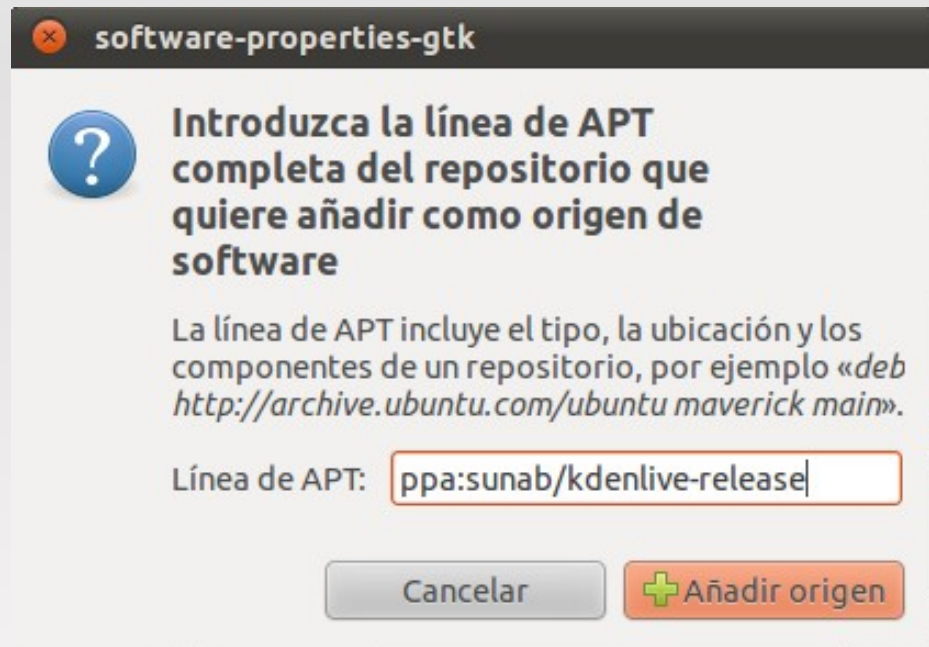 software-properties-gtk
Introduzca la línea de APT
completa del repositorio que
quiere añadir como origen de
software
La línea de APT incluye el tipo, la ubicación y los
componentes de un repositorio, por ejemplo «deb
http://archive.ubuntu.com/ubuntu maverick main».
Línea de APT: ppa:sunab/kdenlive-release
Cancelar Añadir origen